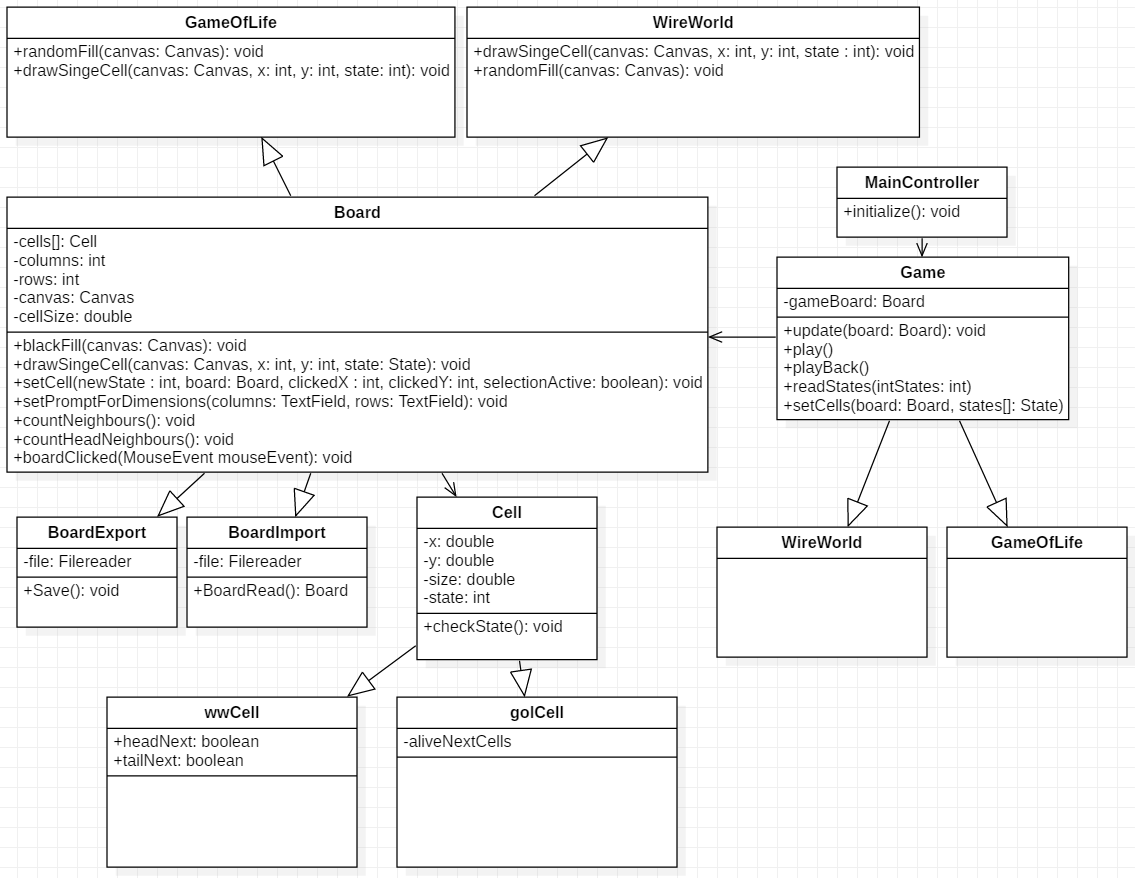 GameOfLife
+randomFill(canvas: Canvas): void
+drawSingeCell(canvas: Canvas, x: int, y: int, state: int): void
WireWorld
+drawSingeCell(canvas: Canvas, x: int, y: int, state : int): void
+randomFill(canvas: Canvas): void
MainController
+initialize(): void
Board
-cells[]: Cell
-columns: int
-rows: int
-canvas: Canvas
-cellSize: double
+blackFill(canvas: Canvas): void
+drawSingeCell(canvas: Canvas, x: int, y: int, state: State): void
+setCell(newState : int, board: Board, clickedX : int, clickedY: int, selectionActive: boolean): void
+setPromptForDimensions(columns: TextField, rows: TextField): void
+countNeighbours(): void
+countHeadNeighbours(): void
+boardClicked(MouseEvent mouseEvent): void
Game
-gameBoard: Board
+update(board: Board): void
+play()
+playBack()
+readStates(intStates: int)
+setCells(board: Board, states[]: State)
BoardExport
-file: Filereader
+Save(): void
BoardImport
-file: Filereader
+BoardRead(): Board
Cell
-x: double
-y: double
-size: double
-state: int
+checkState(): void
WireWorld
GameOfLife
wwCell
+headNext: boolean
+tailNext: boolean
golCell
-aliveNextCells